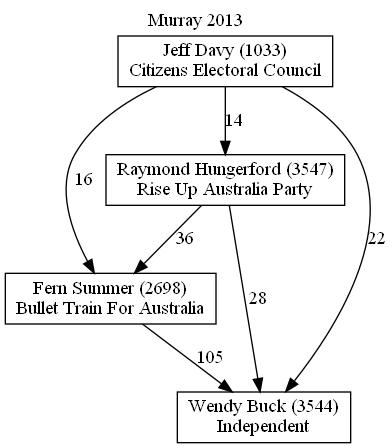 Murray 2013
Jeff Davy (1033)
Citizens Electoral Council
14
Raymond Hungerford (3547)
Rise Up Australia Party
16
36
22
Fern Summer (2698)
Bullet Train For Australia
28
105
Wendy Buck (3544)
Independent